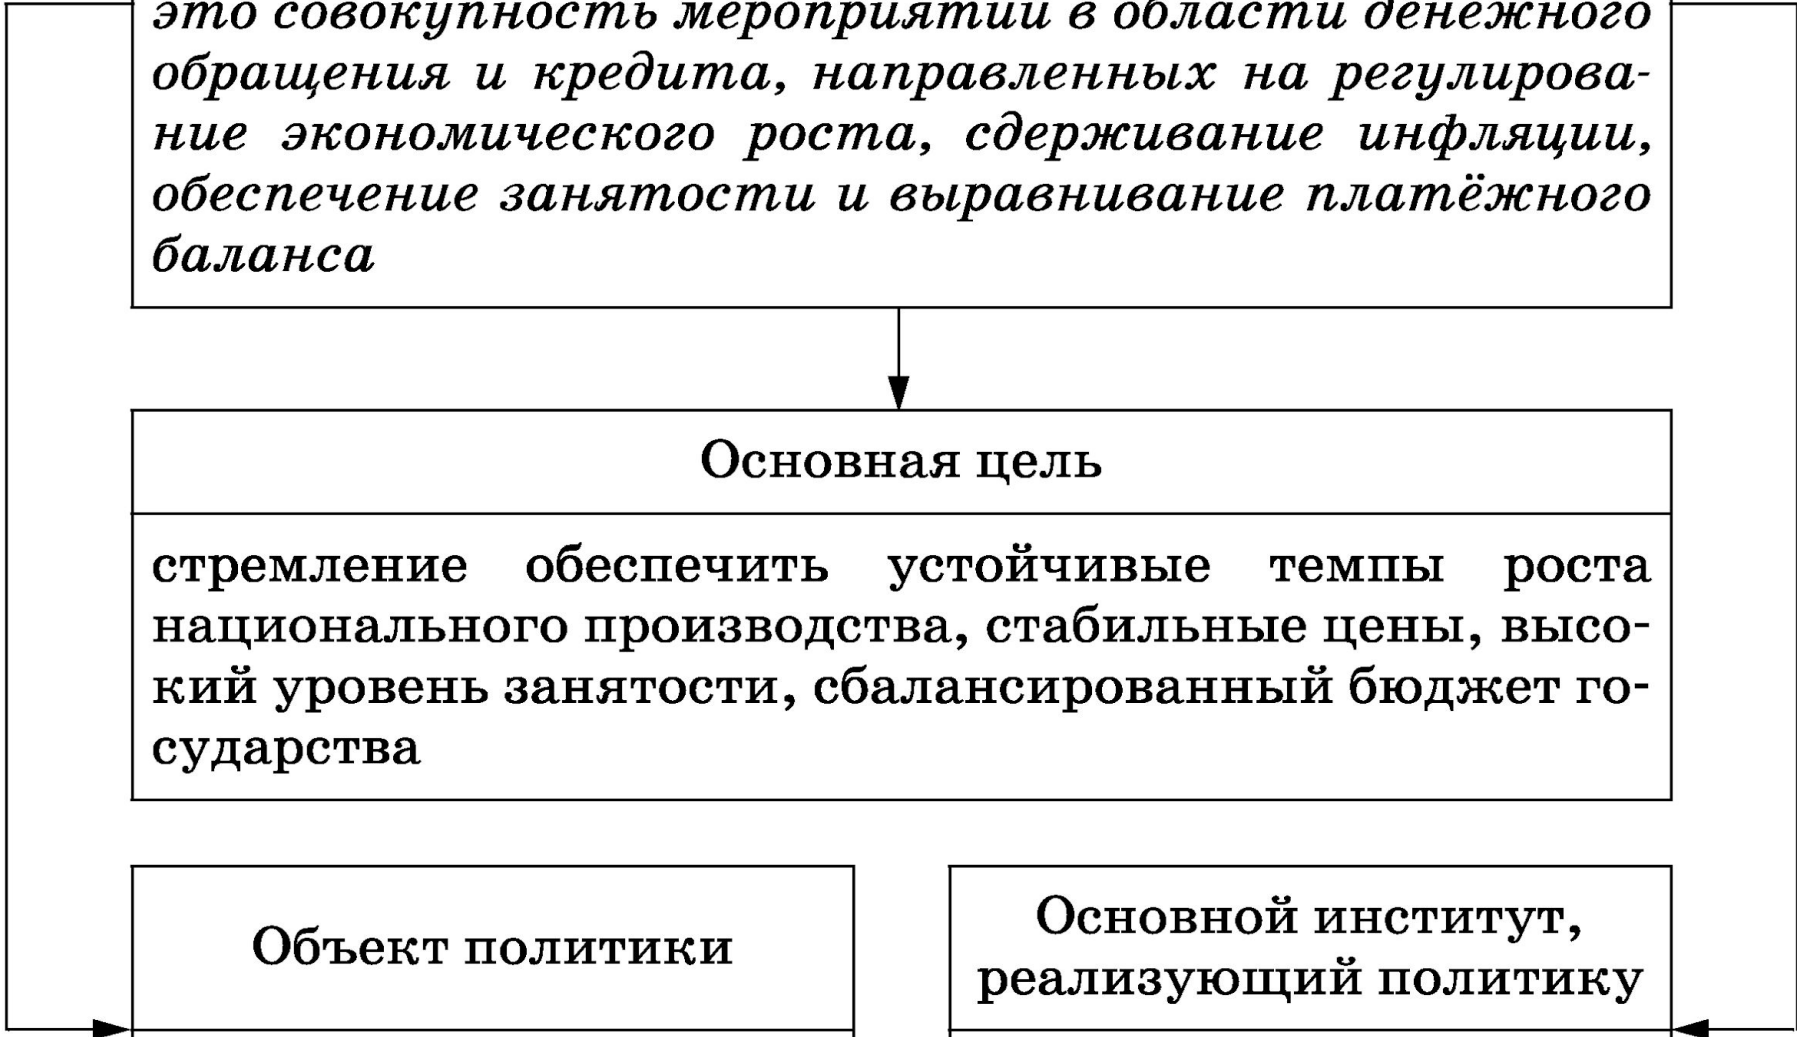 это совокупность мероприятий в области денежного
обращения и кредита, направленных на регулирова-
ние экономического роста, сдерживание инфляции,
обеспечение занятости и выравнивание платёжного
баланса
Основная цель
стремление обеспечить устойчивые темпы роста
национального производства, стабильные цены, высо-
кий уровень занятости, сбалансированный бюджет го-
сударства
Объект политики
Основной институт,
реализующий политику